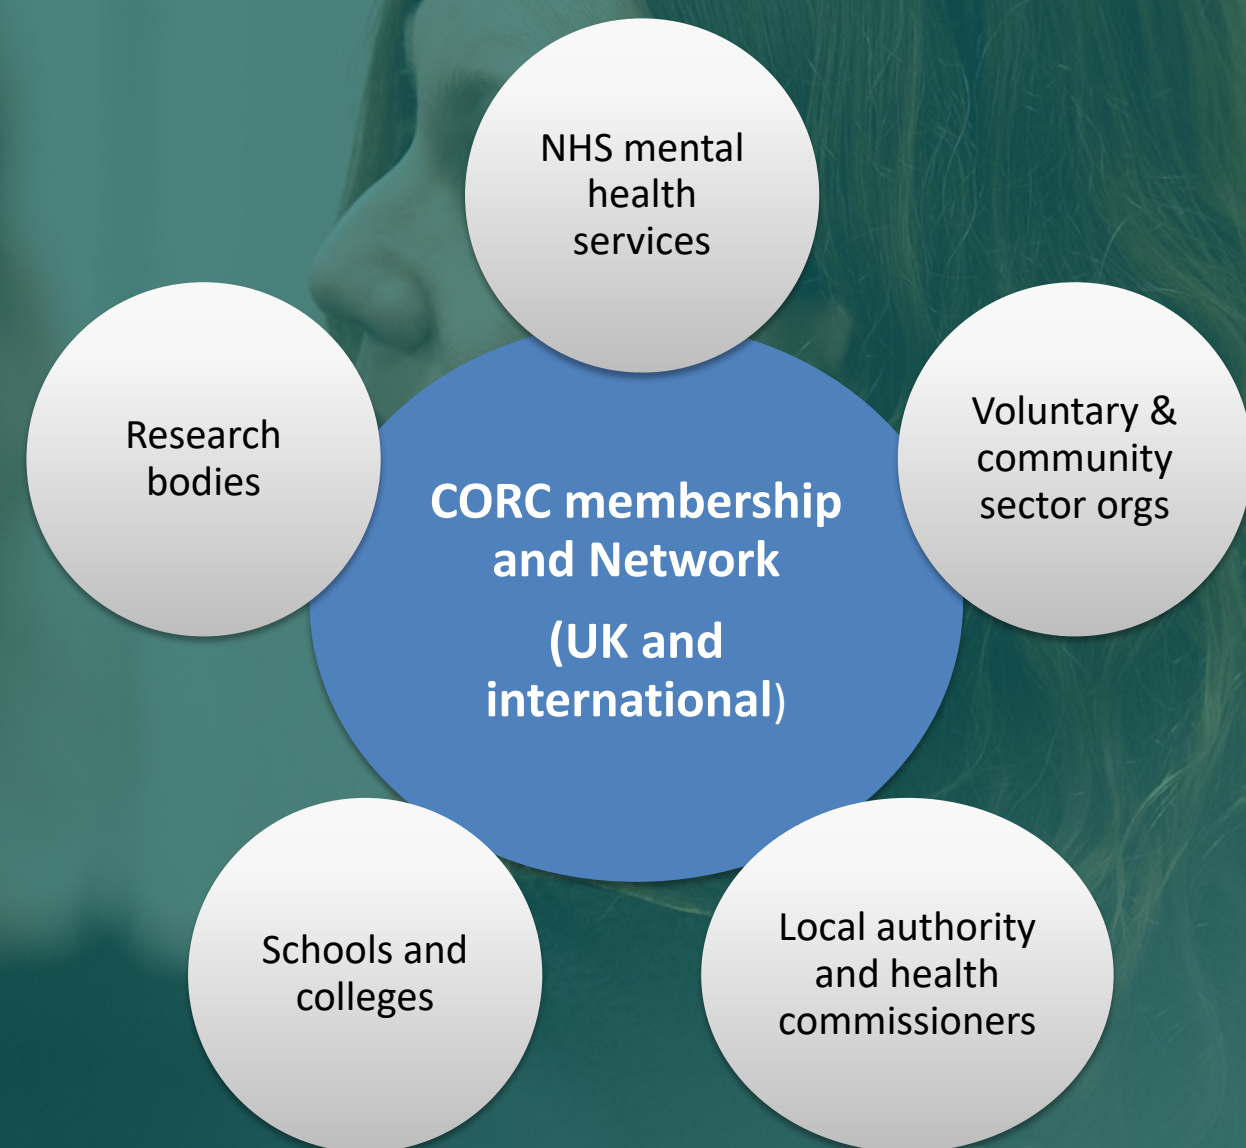 NHS mental
health
services
Research
bodies
Voluntary &
community
sector orgs
CORC membership
and Network
(UK and
international)
Schools and
colleges
Local authority
and health
commissioners